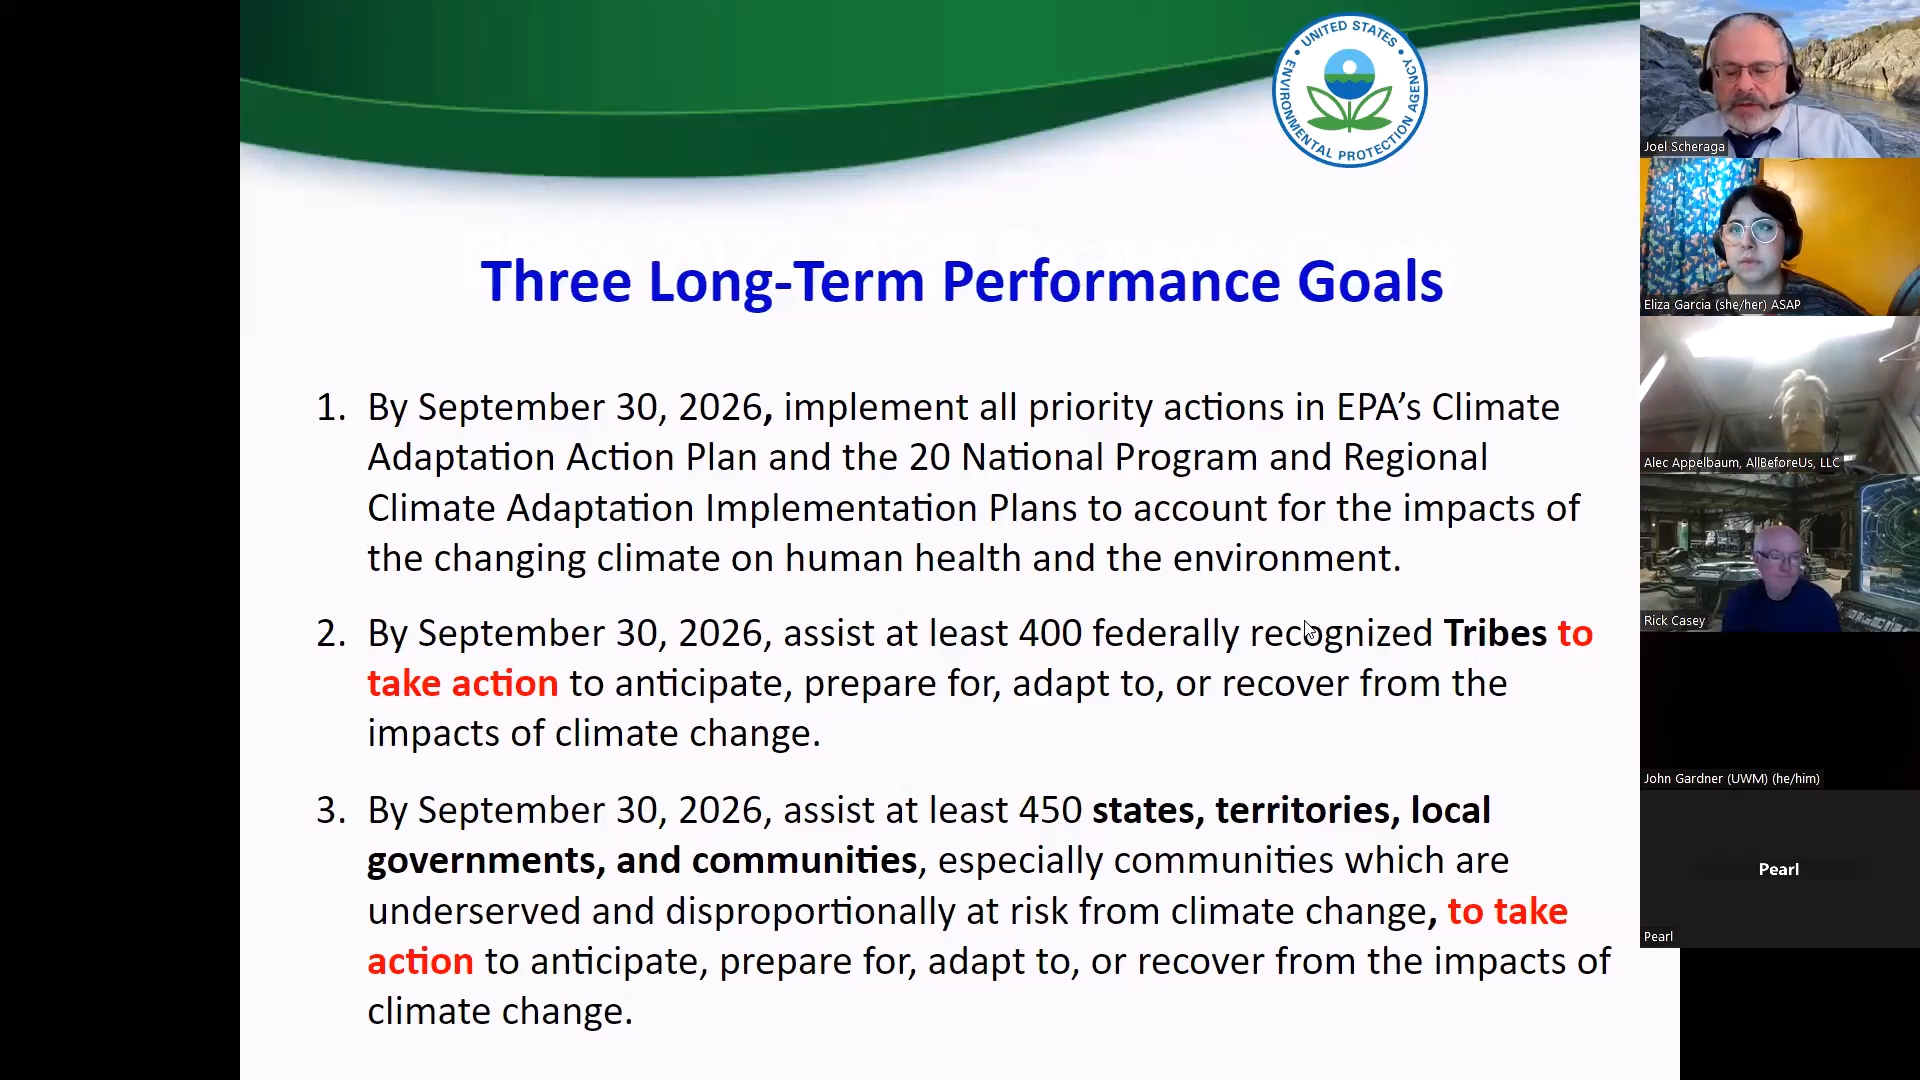 UNITED STATES
ENVIRONMENTAL PROTECTION AGENCY
Three Long-Term Performance Goals
1. By September 30, 2026, implement all priority actions in EPA’s Climate
Adaptation Action Plan and the 20 National Program and Regional
Climate Adaptation Implementation Plans to account for the impacts of
the changing climate on human health and the environment.
2. By September 30, 2026, assist at least 400 federally recognized Tribes to
take action to anticipate, prepare for, adapt to, or recover from the
impacts of climate change.
3. By September 30, 2026, assist at least 450 states, territories, local
governments, and communities, especially communities which are
underserved and disproportionally at risk from climate change, to take
action to anticipate, prepare for, adapt to, or recover from the impacts of
climate change.
Joel Scheraga
Eliza Garcia (she/her) ASAP
Alec Appelbaum, AllBeforeUs, LLC
Rick Casey
John Gardner (UWM) (he/him)
Pearl
Pearl